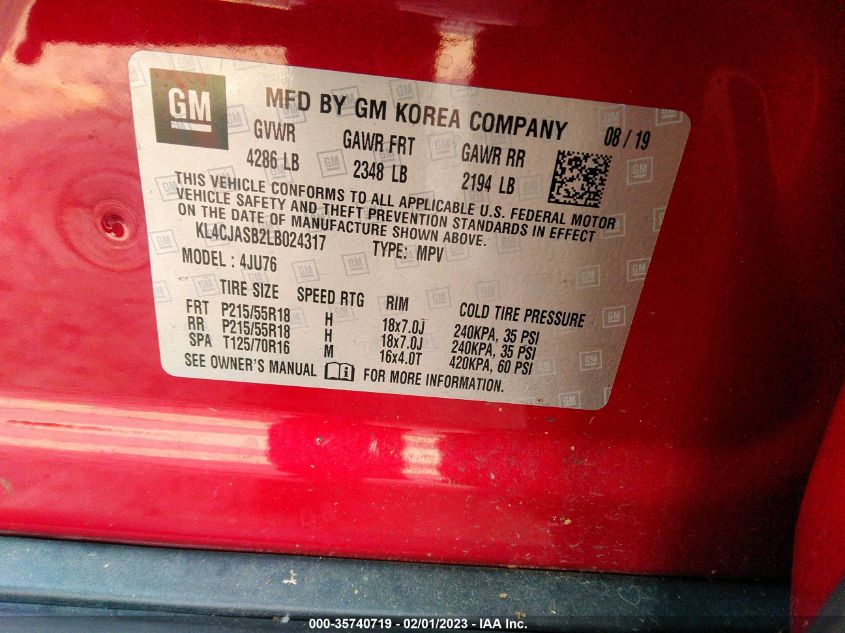 GM
MFD BY GM KOREA COMPANY 08 / 19
GVWR GAWR FRT GAWR RR
4286 LB 2348 LB 2194 LB
THIS VEHICLE CONFORMS TO ALL APPLICABLE U.S. FEDERAL MOTOR
VEHICLE SAFETY AND THEFT PREVENTION STANDARDS IN EFFECT
ON THE DATE OF MANUFACTURE SHOWN ABOVE.
KL4CJASB2LB024317 TYPE: MPV
MODEL : 4JU76
TIRE SIZE SPEED RTG RIM COLD TIRE PRESSURE
FRT P215/55R18 H 18x7.0J 240KPA, 35 PSI
RR P215/55R18 H 18x7.0J 240KPA, 35 PSI
SPA T125/70R16 M 16x4.0T 420KPA, 60 PSI
SEE OWNER'S MANUAL FOR MORE INFORMATION.
000-35740719 - 02/01/2023 - © IAA Inc.